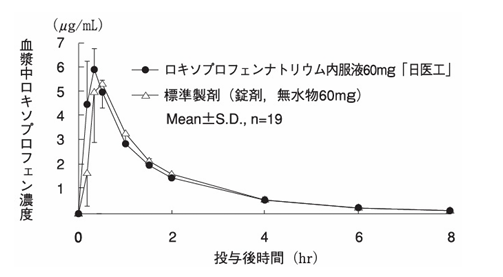 (μg/mL)
血漿中ロキソプロフェン濃度
7
6
5
4
3
2
1
0
2
4
6
8
投与後時間 (hr)
ロキソプロフェンナトリウム内服液60mg「日医工」
標準製剤（錠剤，無水物60mg）
Mean±S.D., n=19